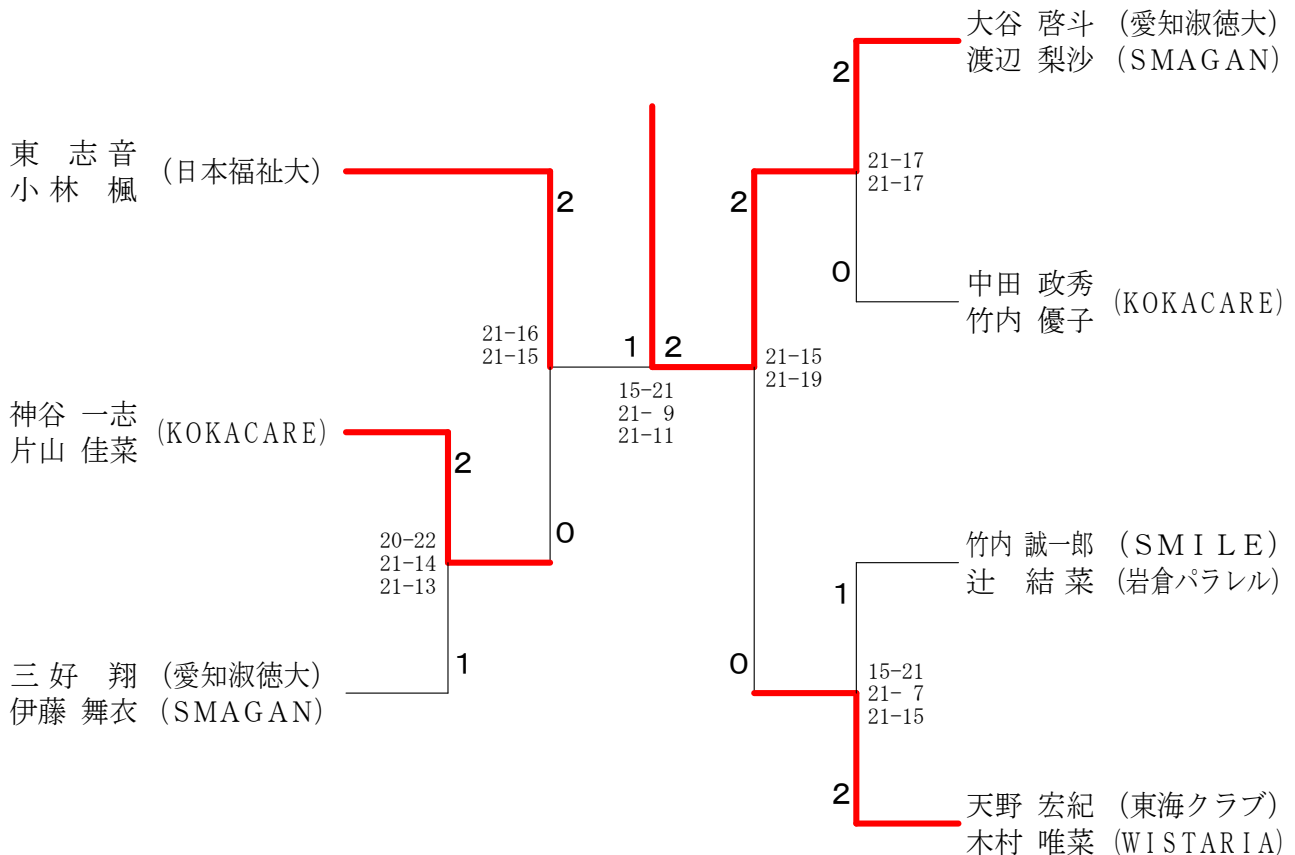 大谷 啓斗 (愛知淑徳大)
渡辺 梨沙 (SMAGAN)
2
東 志音
小林 楓
(日本福祉大)
21-17
21-17
2
2
0
中田 政秀
竹内 優子
(KOKACARE)
21-16
21-15
1 2
21-15
21-19
15-21
21- 9
21-11
神谷 一志
片山 佳菜
(KOKACARE)
2
0
20-22
21-14
21-13
竹内 誠一郎 (SMILE)
辻 結菜 (岩倉パラレル)
1
三好 翔 (愛知淑徳大)
伊藤 舞衣 (SMAGAN)
1
0
15-21
21- 7
21-15
2
天野 宏紀 (東海クラブ)
木村 唯菜 (WISTARIA)